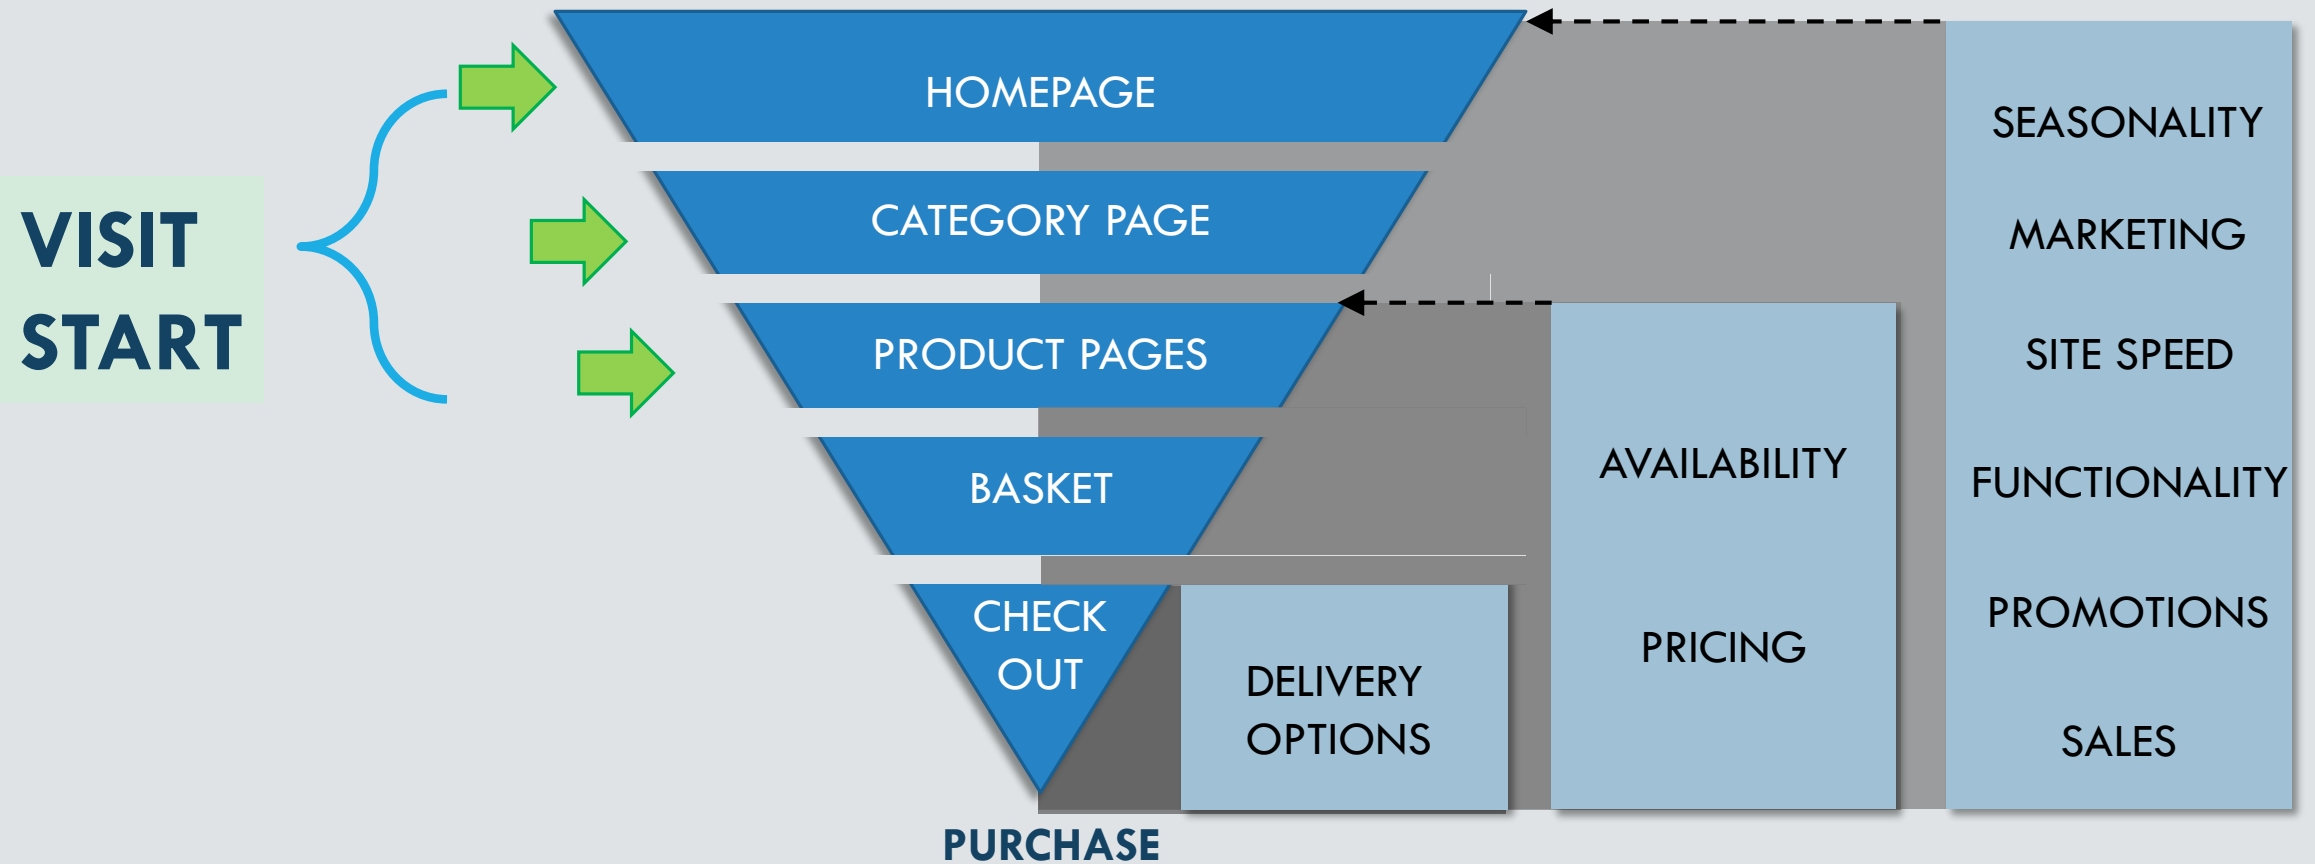 VISIT
START
HOMEPAGE
CATEGORY PAGE
PRODUCT PAGES
BASKET
CHECK
OUT
PURCHASE
DELIVERY
OPTIONS
AVAILABILITY
PRICING
SEASONALITY
MARKETING
SITE SPEED
FUNCTIONALITY
PROMOTIONS
SALES